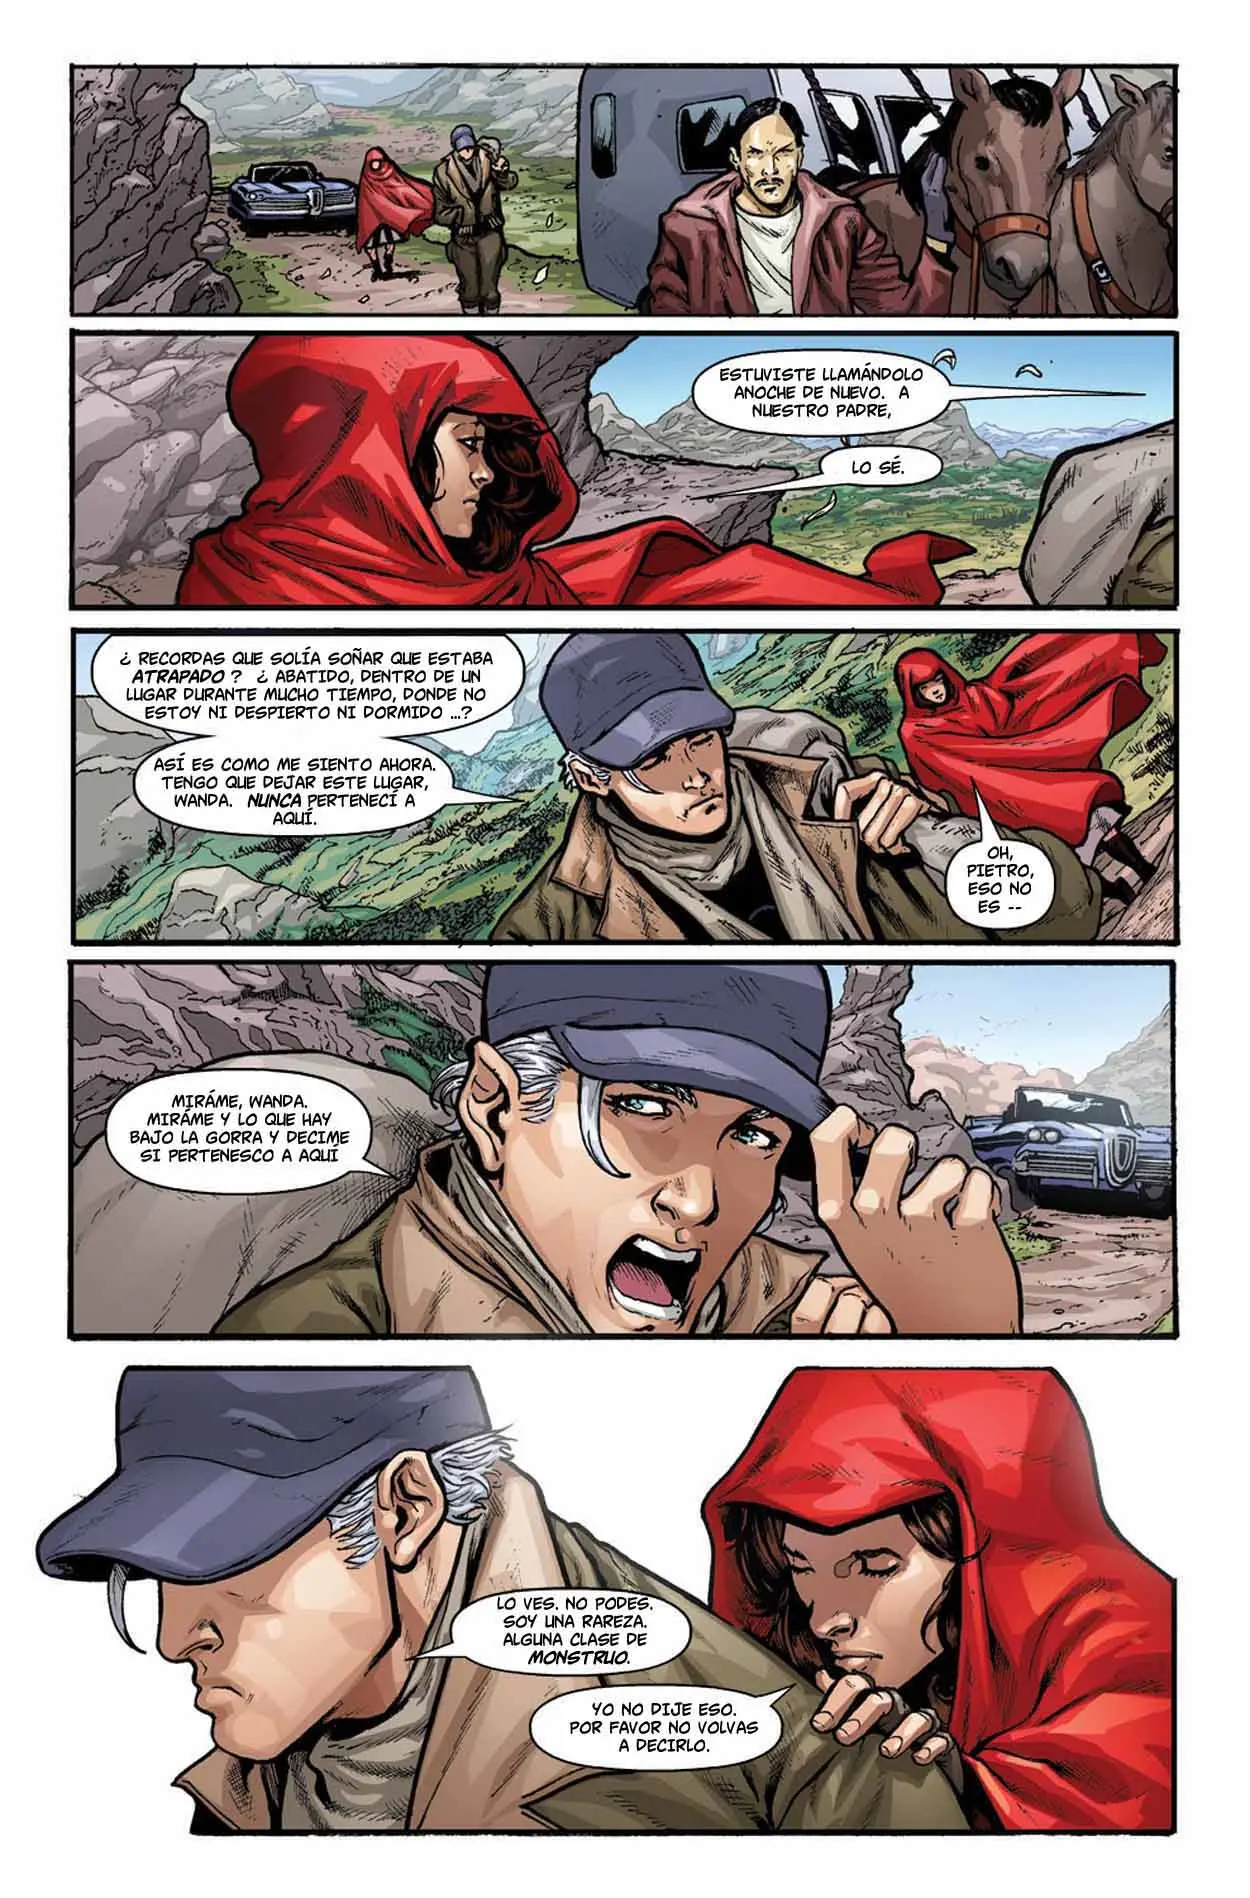 ESTUVISTE LLAMÁNDOLO
ANOCHE DE NUEVO. A
NUESTRO PADRE,
LO SÉ.
¿ RECORDAS QUE SOLÍA SOÑAR QUE ESTABA
ATRAPADO ? ¿ ABATIDO, DENTRO DE UN
LUGAR DURANTE MUCHO TIEMPO, DONDE NO
ESTOY NI DESPIERTO NI DORMIDO ...?
ASÍ ES COMO ME SIENTO AHORA.
TENGO QUE DEJAR ESTE LUGAR,
WANDA. NUNCA PERTENECÍ A
AQUÍ.
OH,
PIETRO,
ESO NO
ES --
MIRÁME, WANDA.
MIRÁME Y LO QUE HAY
BAJO LA GORRA Y DECIME
SI PERTENESCO A AQUÍ
LO VES. NO PODES.
SOY UNA RAREZA.
ALGUNA CLASE DE
MONSTRUO.
YO NO DIJE ESO.
POR FAVOR NO VOLVAS
A DECIRLO.